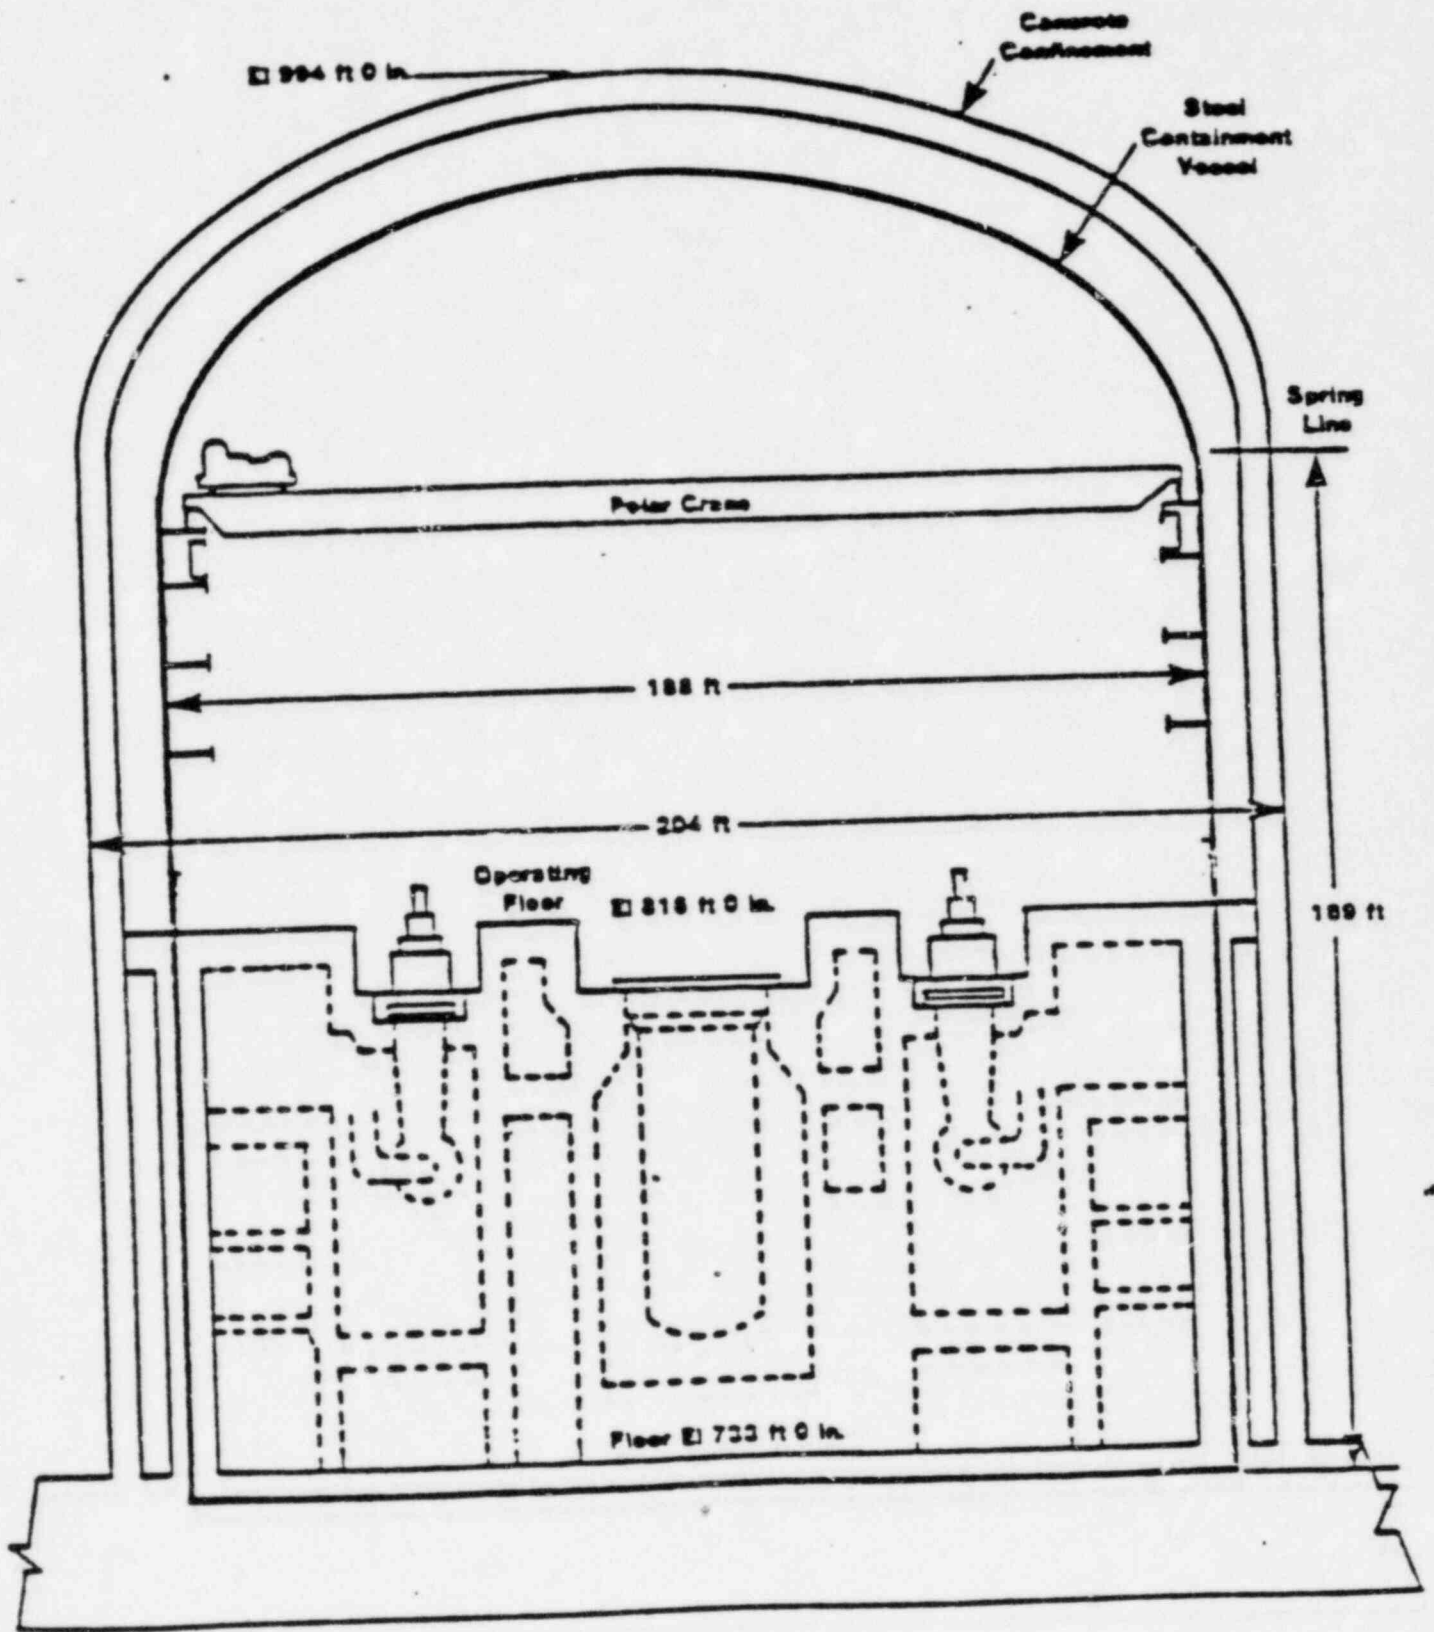 Concrete
Confinement
El 994 ft 0 in.
Steel
Containment
Vessel
Spring
Line
Polar Crane
188 ft
204 ft
Operating
Floor
El 816 ft 0 in.
169 ft
Floor El 733 ft 0 in.